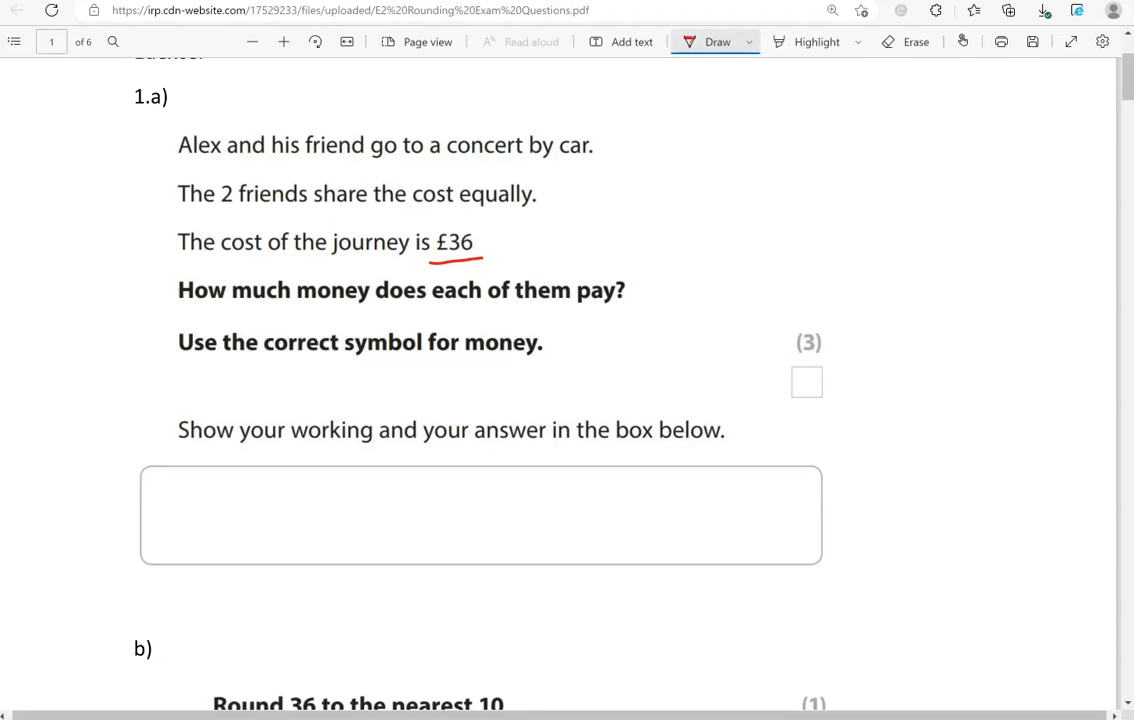 https://irp.cdn-website.com/17529233/files/uploaded/E2%20Rounding%20Exam%20Questions.pdf
1 of 6 Page view Read aloud Add text Draw Highlight Erase
1.a)
Alex and his friend go to a concert by car.
The 2 friends share the cost equally.
The cost of the journey is £36
How much money does each of them pay?
Use the correct symbol for money. (3)
Show your working and your answer in the box below.
b)
Round 36 to the nearest 10 (1)